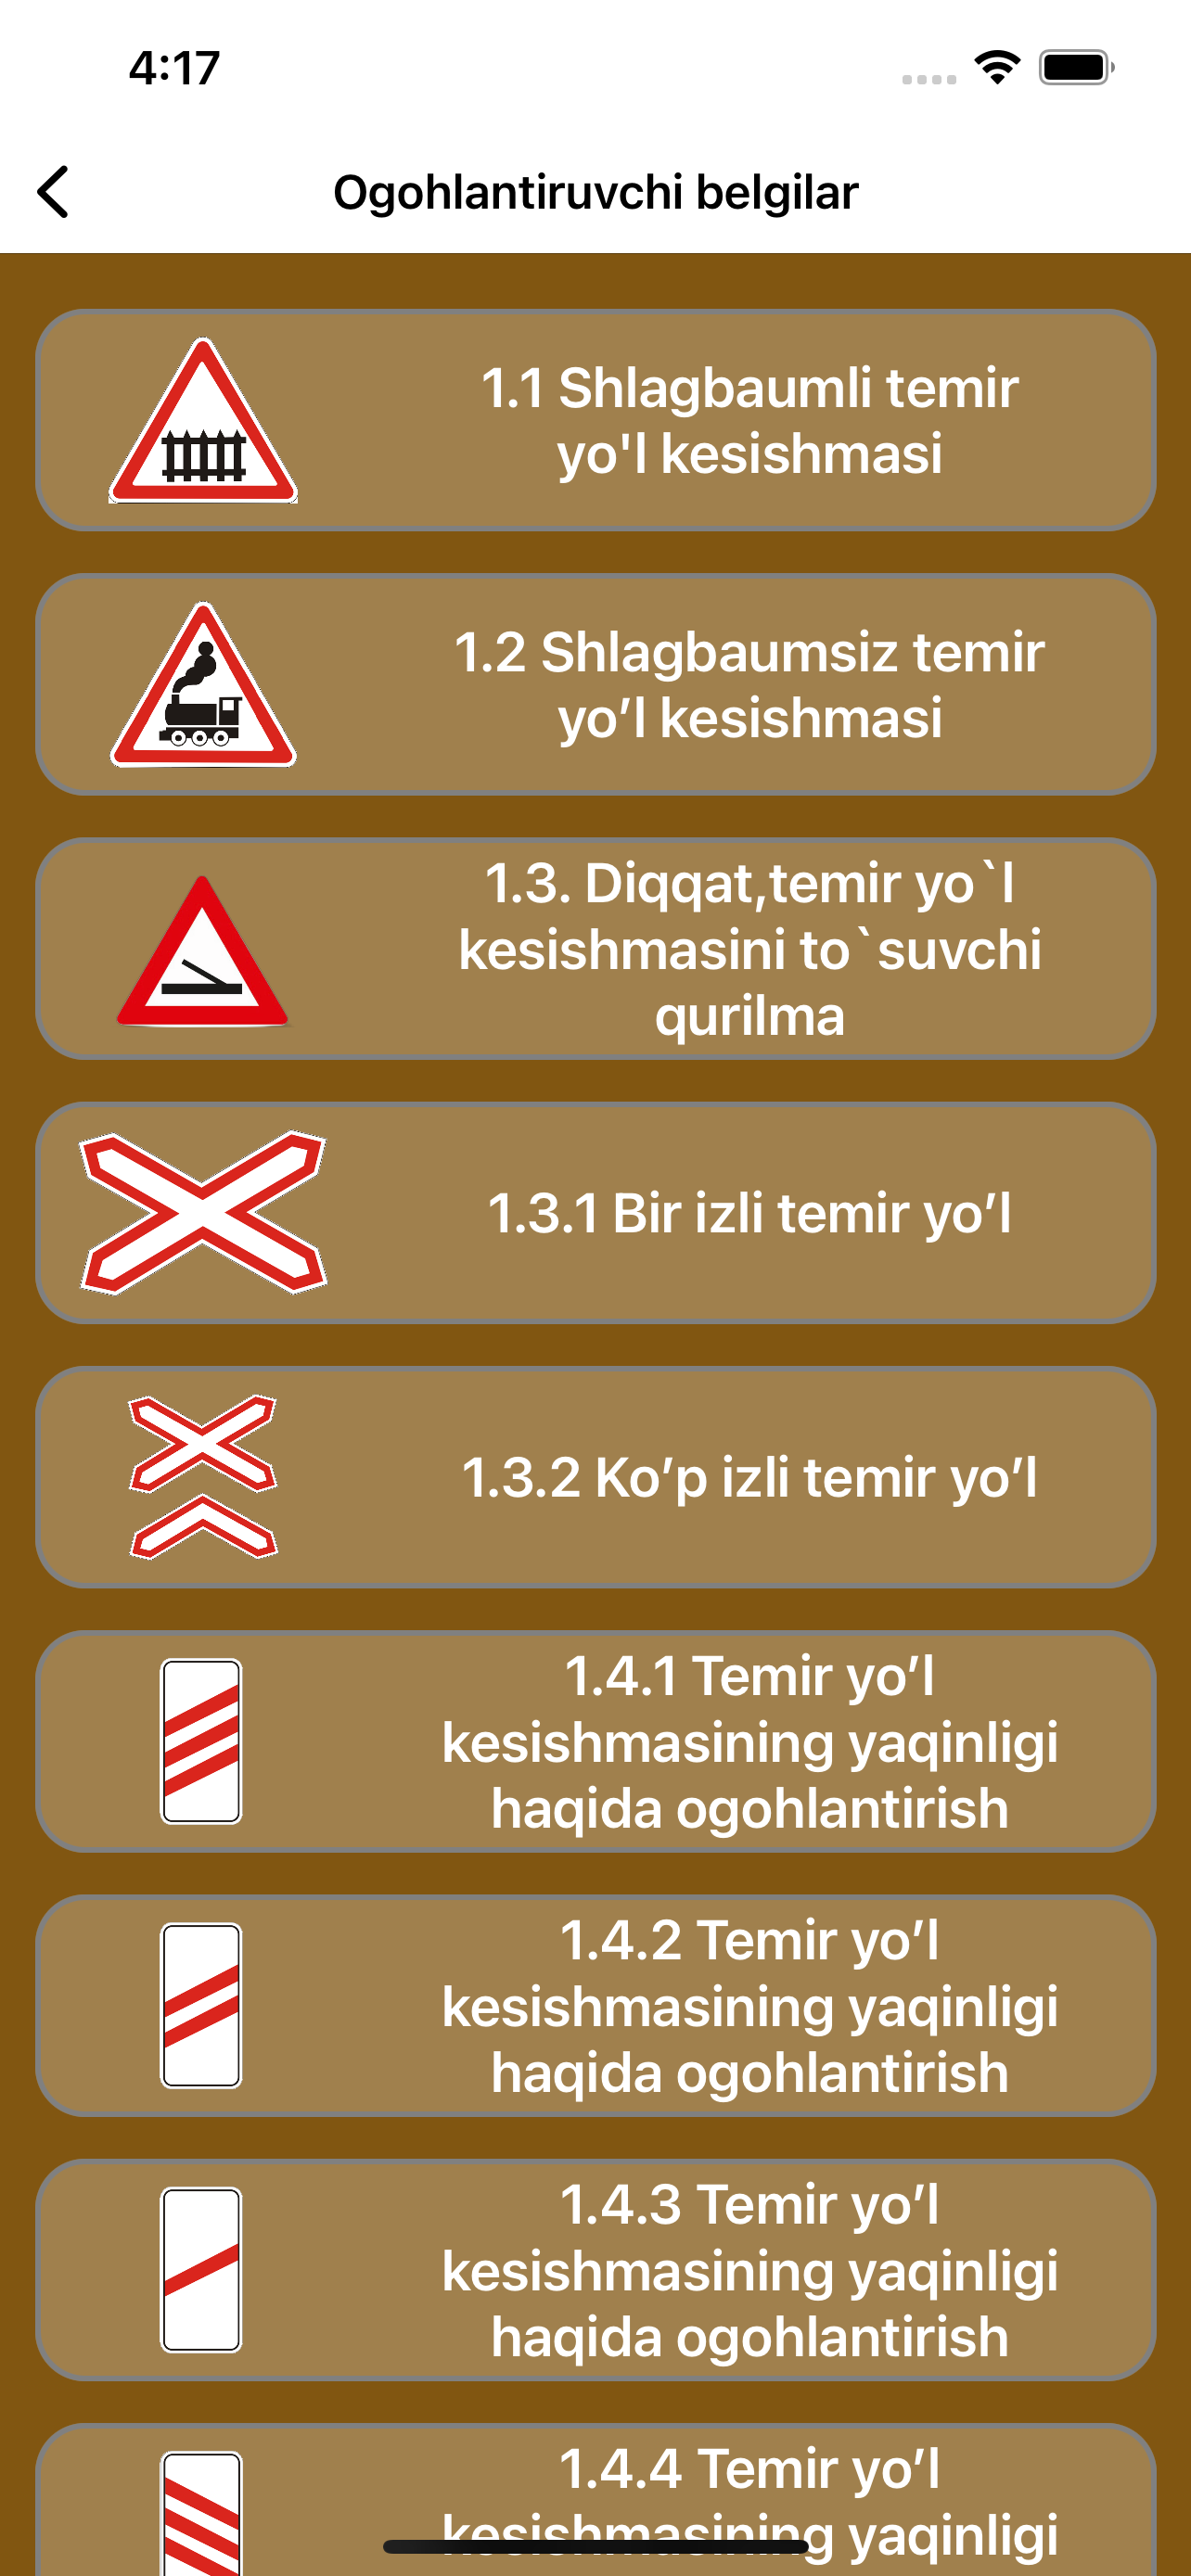 4:17
Ogohlantiruvchi belgilar
1.1 Shlagbaumli temir
yo'l kesishmasi
1.2 Shlagbaumsiz temir
yo’l kesishmasi
1.3. Diqqat,temir yo`l
kesishmasini to`suvchi
qurilma
1.3.1 Bir izli temir yo’l
1.3.2 Ko’p izli temir yo’l
1.4.1 Temir yo’l
kesishmasining yaqinligi
haqida ogohlantirish
1.4.2 Temir yo’l
kesishmasining yaqinligi
haqida ogohlantirish
1.4.3 Temir yo’l
kesishmasining yaqinligi
haqida ogohlantirish
1.4.4 Temir yo’l
kesishmasining yaqinligi